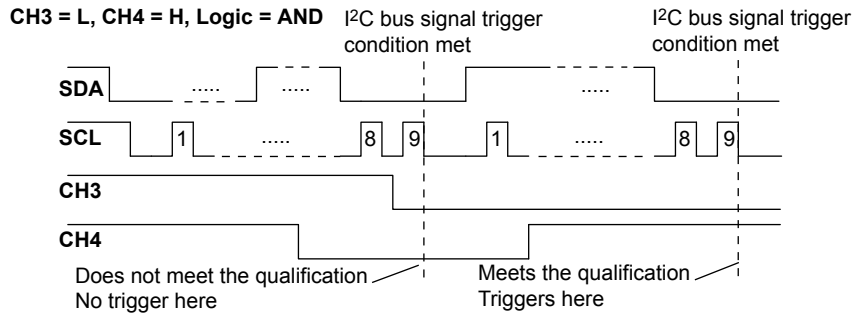 CH3 = L, CH4 = H, Logic = AND
I²C bus signal trigger
condition met
I²C bus signal trigger
condition met
SDA ..... ..... .....
SCL 1 ..... 8 9 1 ..... 8 9
CH3
CH4
Does not meet the qualification
No trigger here
Meets the qualification
Triggers here